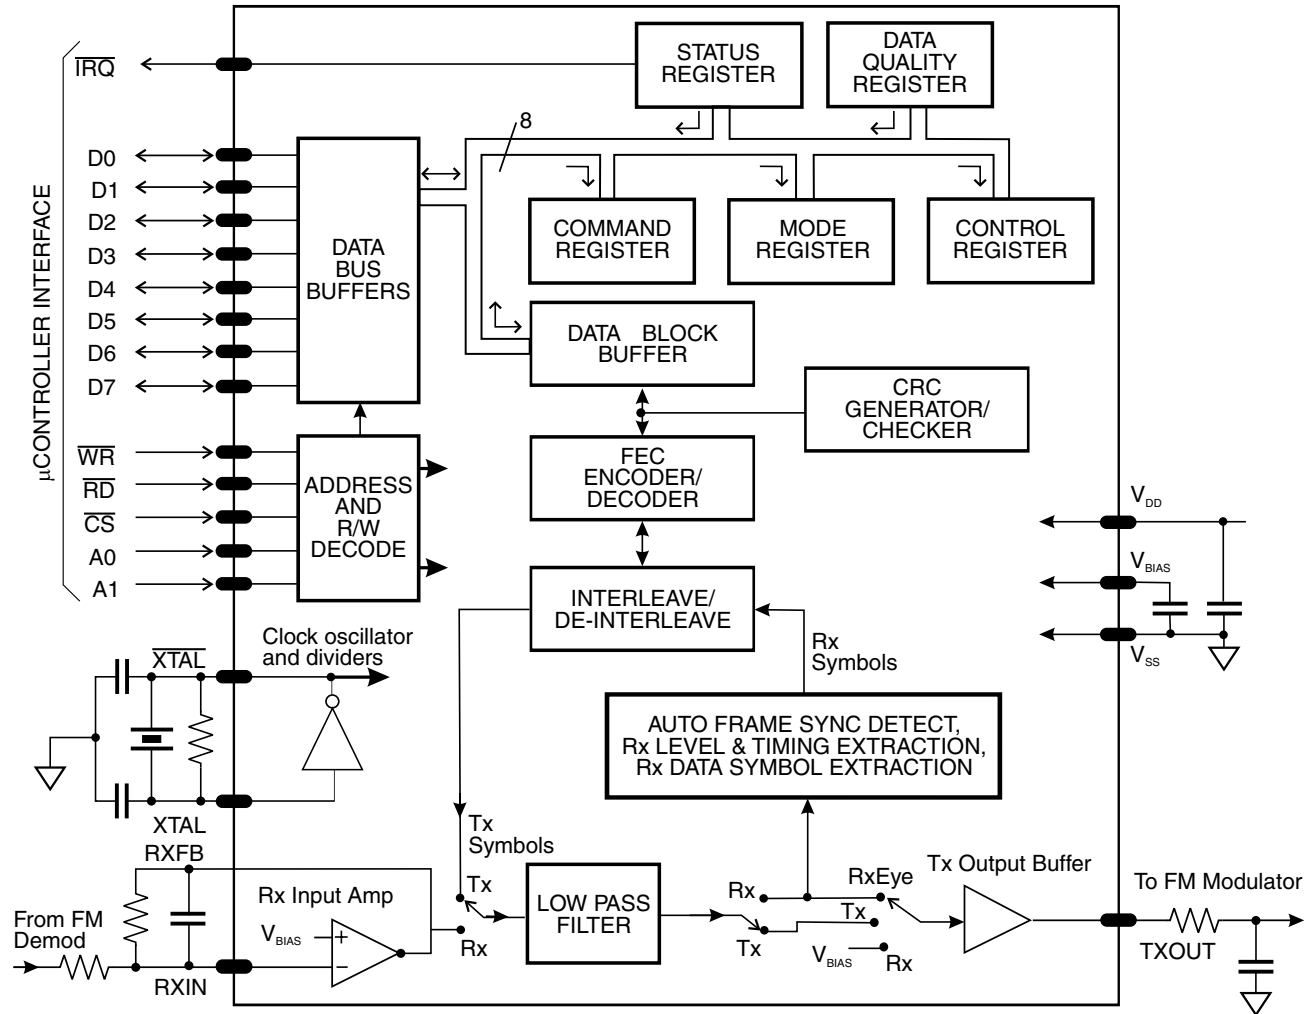 STATUS
REGISTER
DATA
QUALITY
REGISTER
IRQ
8
D0
D1
D2
D3
D4
D5
D6
D7
µCONTROLLER INTERFACE
DATA
BUS
BUFFERS
COMMAND
REGISTER
MODE
REGISTER
CONTROL
REGISTER
DATA BLOCK
BUFFER
CRC
GENERATOR/
CHECKER
WR
RD
CS
A0
A1
ADDRESS
AND
R/W
DECODE
FEC
ENCODER/
DECODER
VDD
VBIAS
VSS
INTERLEAVE/
DE-INTERLEAVE
Rx
Symbols
XTAL
Clock oscillator
and dividers
AUTO FRAME SYNC DETECT,
Rx LEVEL & TIMING EXTRACTION,
Rx DATA SYMBOL EXTRACTION
XTAL
RXFB
Tx
Symbols
Rx Input Amp
VBIAS
+
−
From FM
Demod
RXIN
Tx
Rx
LOW PASS
FILTER
Rx
Tx
RxEye
Tx
VBIAS
Rx
Tx Output Buffer
To FM Modulator
TXOUT